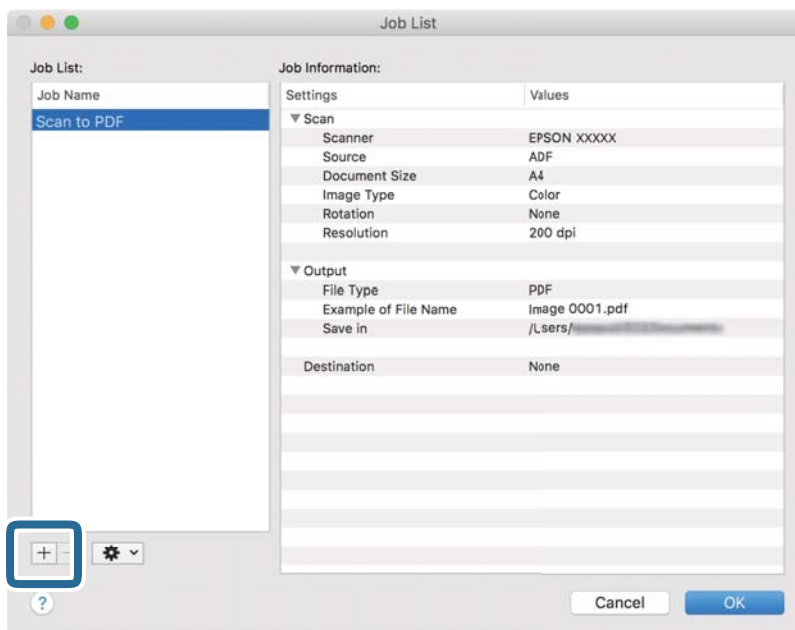 Job List
Job List:
Job Information:
Job Name
Scan to PDF
Settings Values
Scan
Scanner EPSON XXXXX
Source ADF
Document Size A4
Image Type Color
Rotation None
Resolution 200 dpi
Output
File Type PDF
Example of File Name Image 0001.pdf
Save in /Lsers/
Destination None
+ −
? Cancel OK